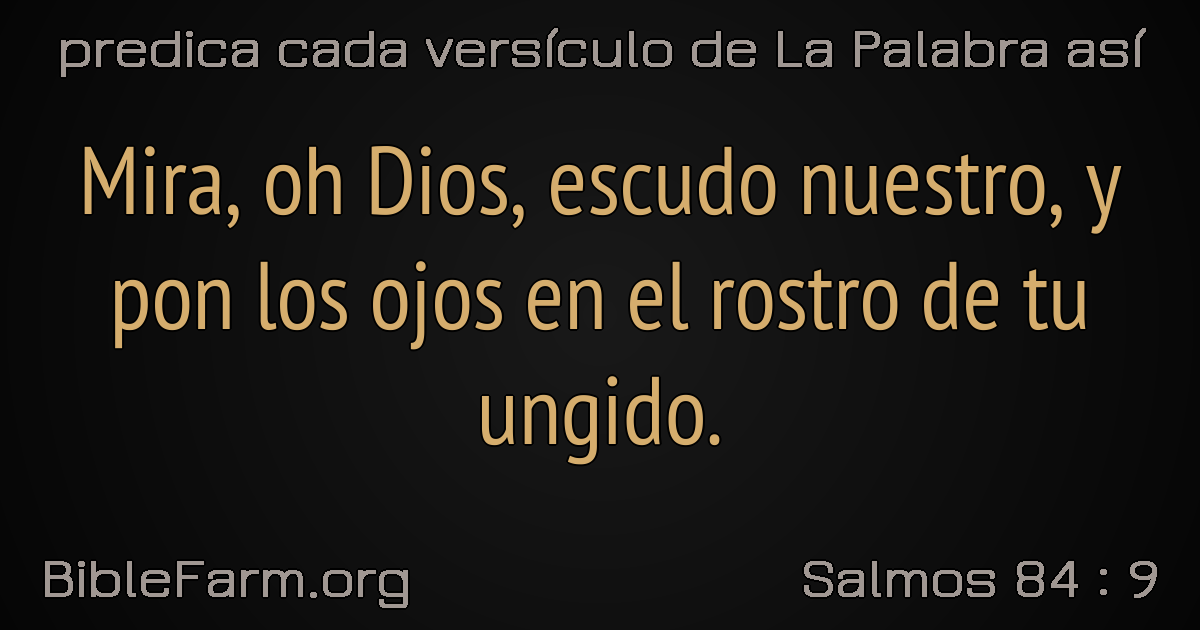 predica cada versículo de La Palabra así
Mira, oh Dios, escudo nuestro, y
pon los ojos en el rostro de tu
ungido.
BibleFarm.org
Salmos 84 : 9